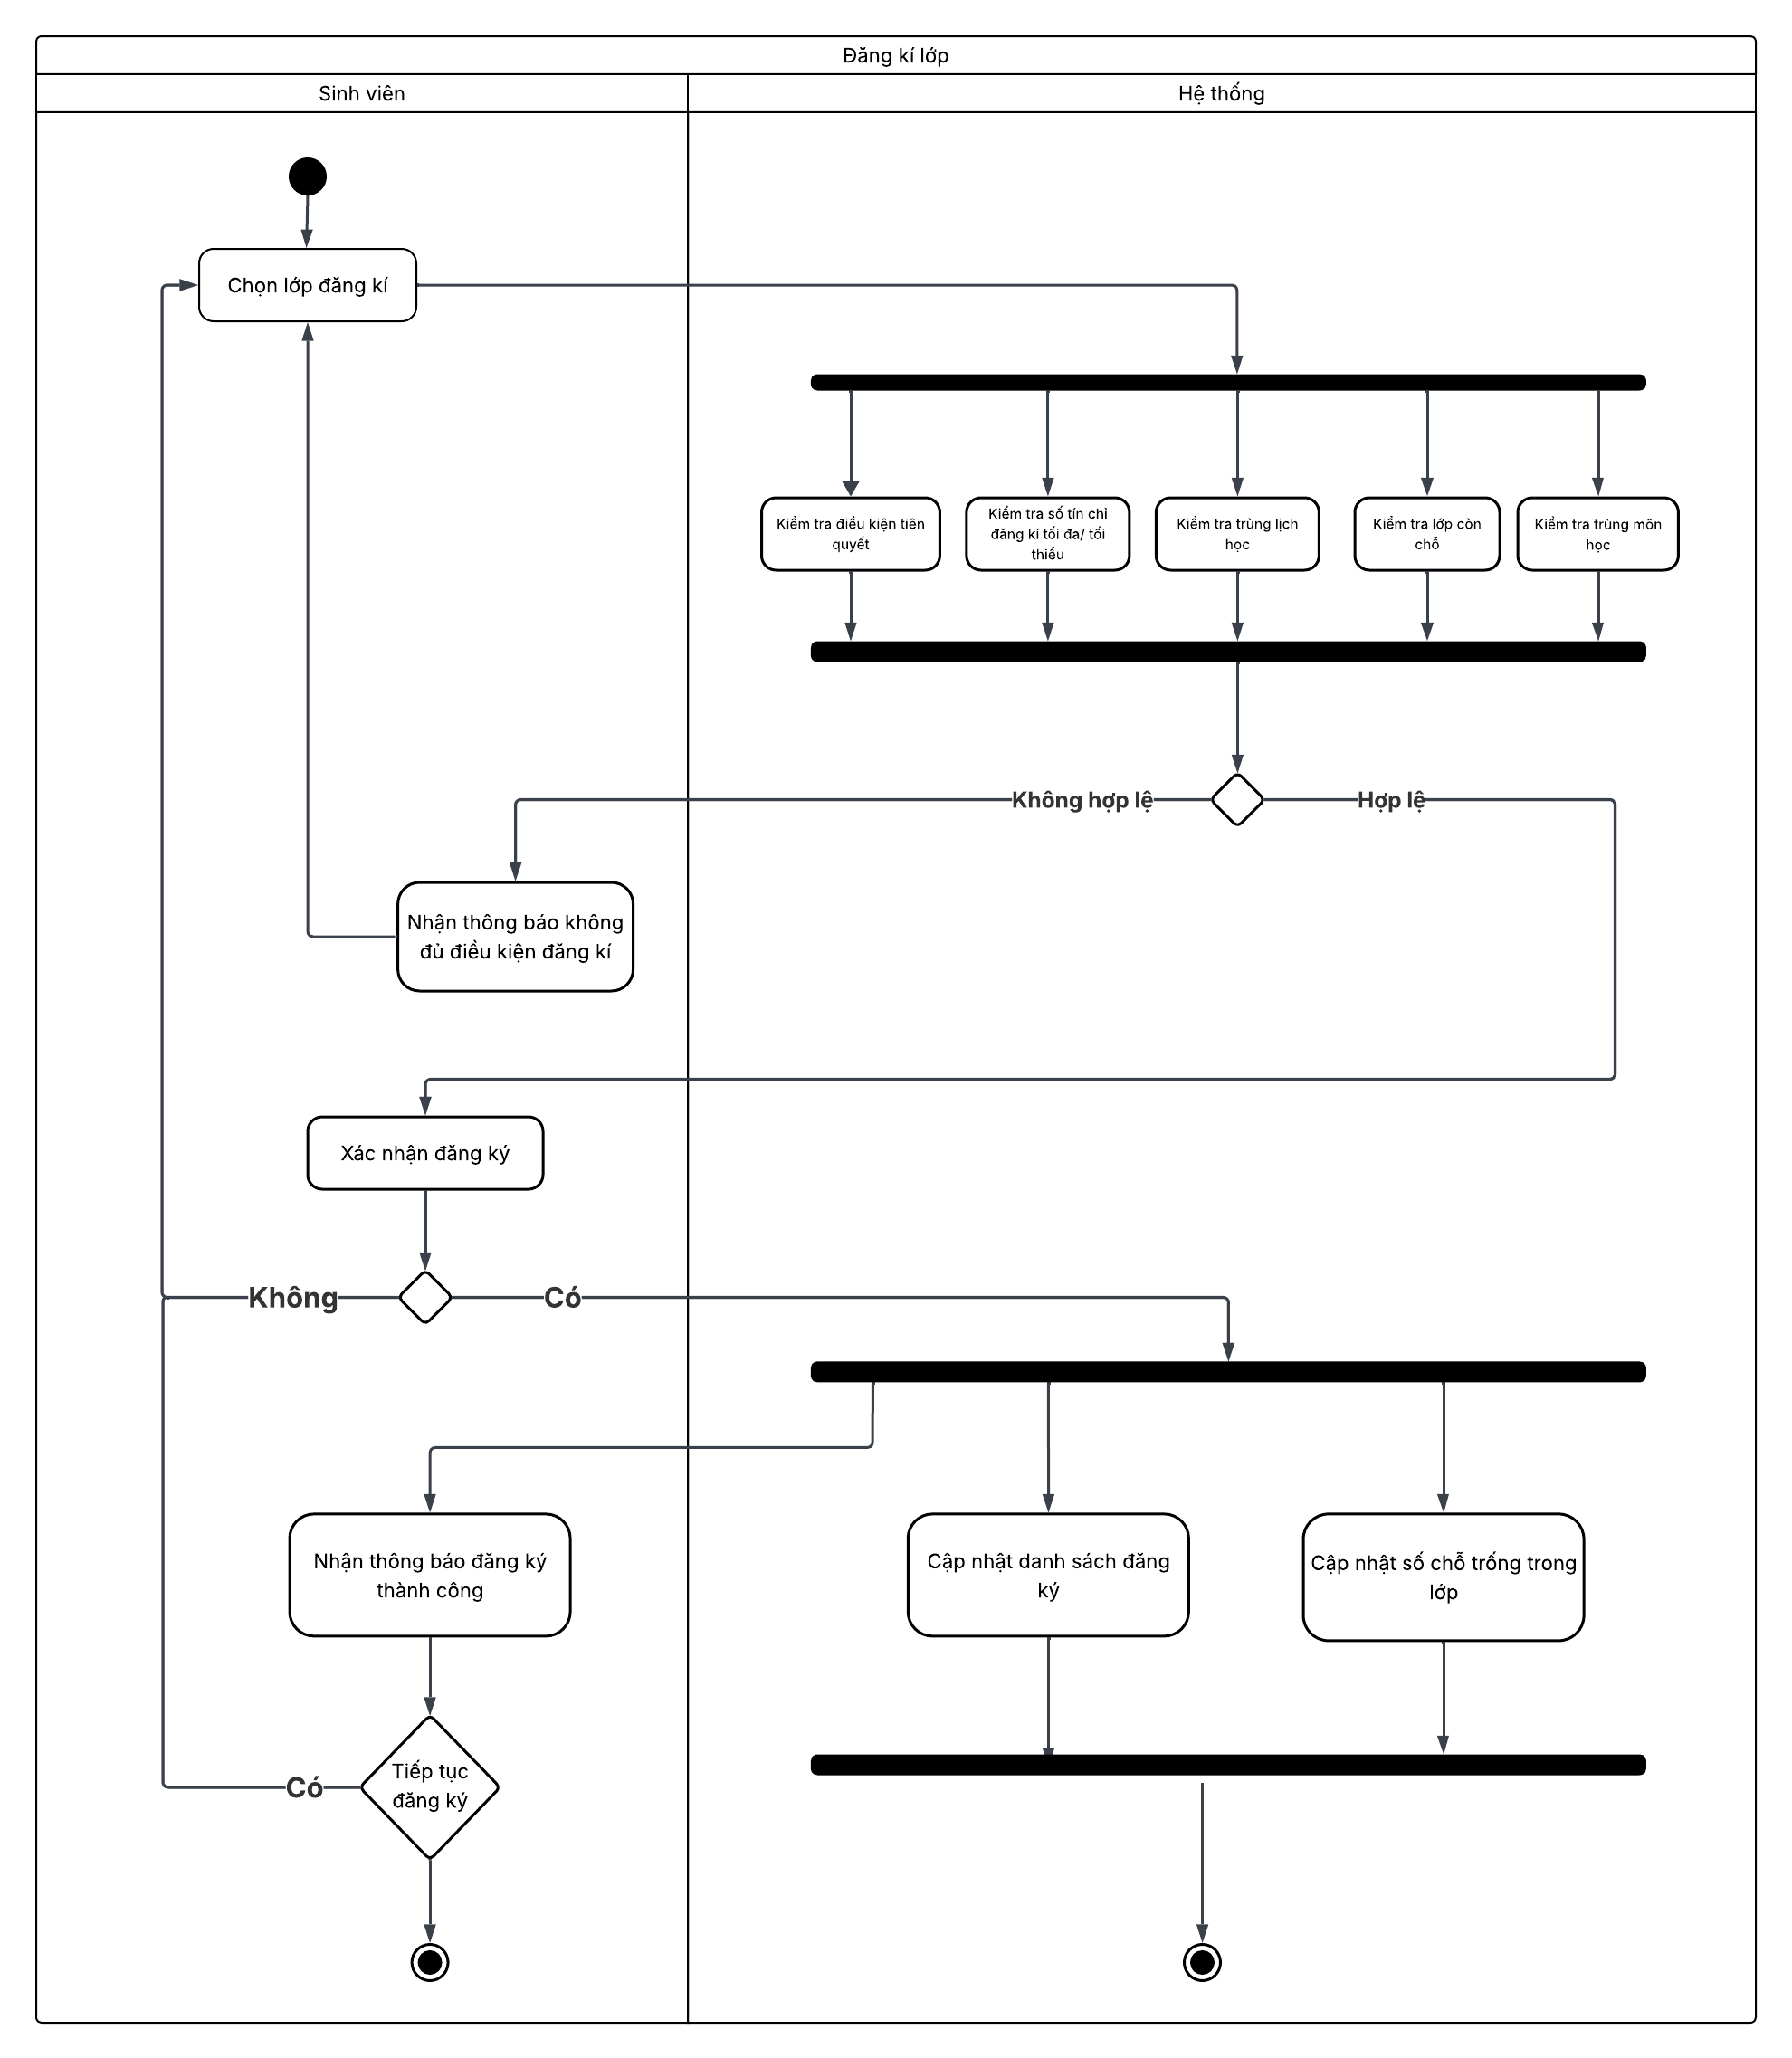 Đăng kí lớp
Sinh viên
Hệ thống
Chọn lớp đăng kí
Kiểm tra điều kiện tiên
quyết
Kiểm tra số tín chỉ
đăng kí tối đa/ tối
thiểu
Kiểm tra trùng lịch
học
Kiểm tra lớp còn
chỗ
Kiểm tra trùng môn
học
Không hợp lệ
Hợp lệ
Nhận thông báo không
đủ điều kiện đăng kí
Xác nhận đăng ký
Không
Có
Nhận thông báo đăng ký
thành công
Cập nhật danh sách đăng
ký
Cập nhật số chỗ trống trong
lớp
Tiếp tục
đăng ký
Có